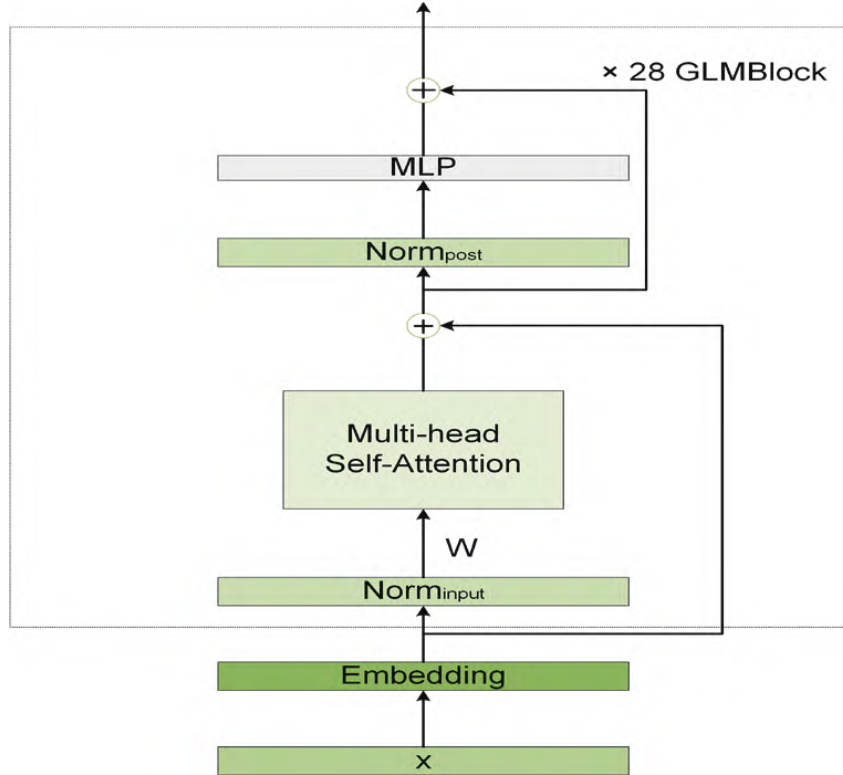 × 28 GLMBlock
+
MLP
Normpost
+
Multi-head
Self-Attention
W
Norminput
Embedding
x